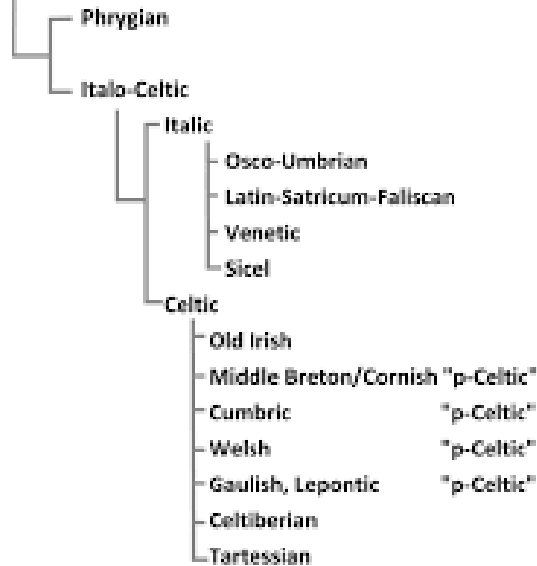 Phrygian
Italo-Celtic
Italic
Osco-Umbrian
Latin-Satricum-Faliscan
Venetic
Sicel
Celtic
Old Irish
Middle Breton/Cornish "p-Celtic"
Cumbric "p-Celtic"
Welsh "p-Celtic"
Gaulish, Lepontic "p-Celtic"
Celtiberian
Tartessian